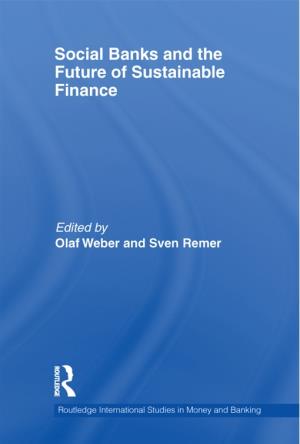 Social Banks and the
Future of Sustainable
Finance
Edited by
Olaf Weber and Sven Remer
ROUTLEDGE
Routledge International Studies in Money and Banking